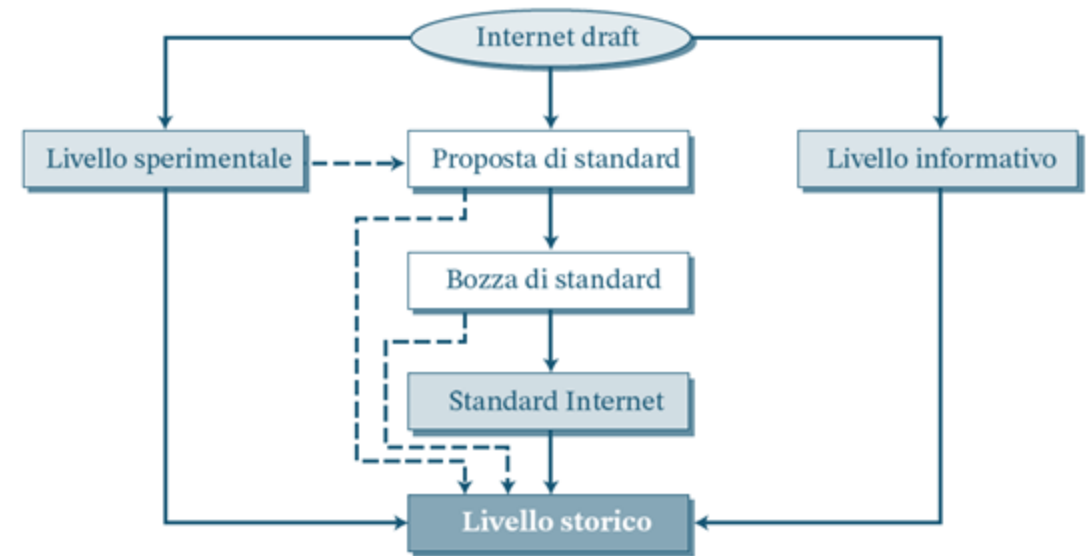 Internet draft
Livello sperimentale
Proposta di standard
Livello informativo
Bozza di standard
Standard Internet
Livello storico